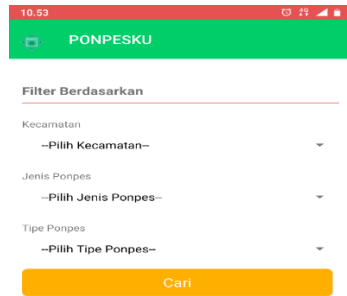 10.53
PONPESKU
Filter Berdasarkan
Kecamatan
--Pilih Kecamatan--
Jenis Ponpes
--Pilih Jenis Ponpes--
Tipe Ponpes
--Pilih Tipe Ponpes--
Cari